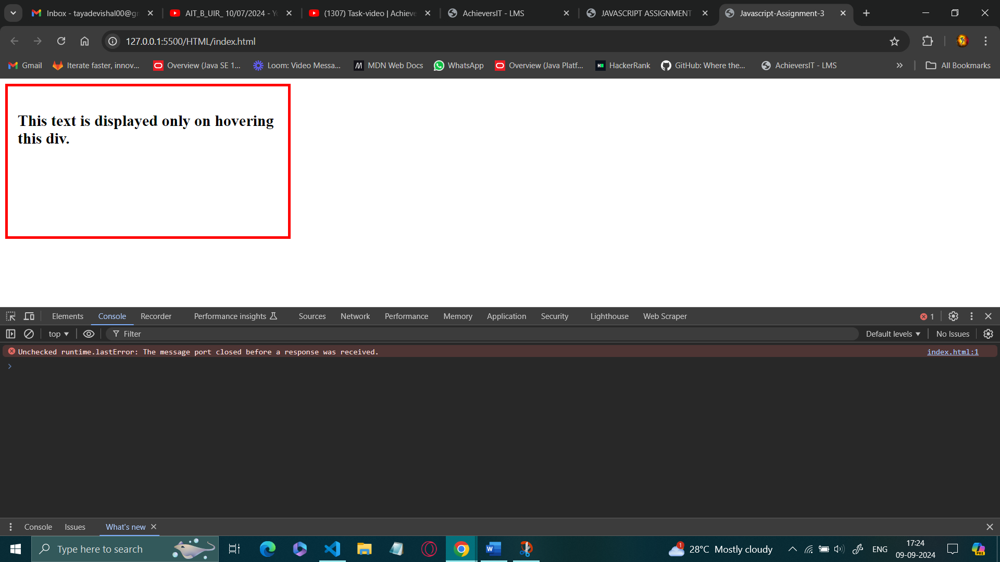 Inbox - tayadevishal00@gm
AIT_B_UIR_ 10/07/2024 - Yo
(1307) Task-video | Achieve
AchieversIT - LMS
JAVASCRIPT ASSIGNMENT
Javascript-Assignment-3
127.0.0.1:5500/HTML/index.html
Gmail
Iterate faster, innov...
Overview (Java SE 1...
Loom: Video Messa...
MDN Web Docs
WhatsApp
Overview (Java Platf...
HackerRank
GitHub: Where the...
AchieversIT - LMS
All Bookmarks
This text is displayed only on hovering
this div.
Elements
Console
Recorder
Performance insights
Sources
Network
Performance
Memory
Application
Security
Lighthouse
Web Scraper
1
top
Filter
Default levels
No Issues
Unchecked runtime.lastError: The message port closed before a response was received.
index.html:1
Console
Issues
What's new
Type here to search
1
28°C Mostly cloudy
ENG
17:24
09-09-2024
PRE